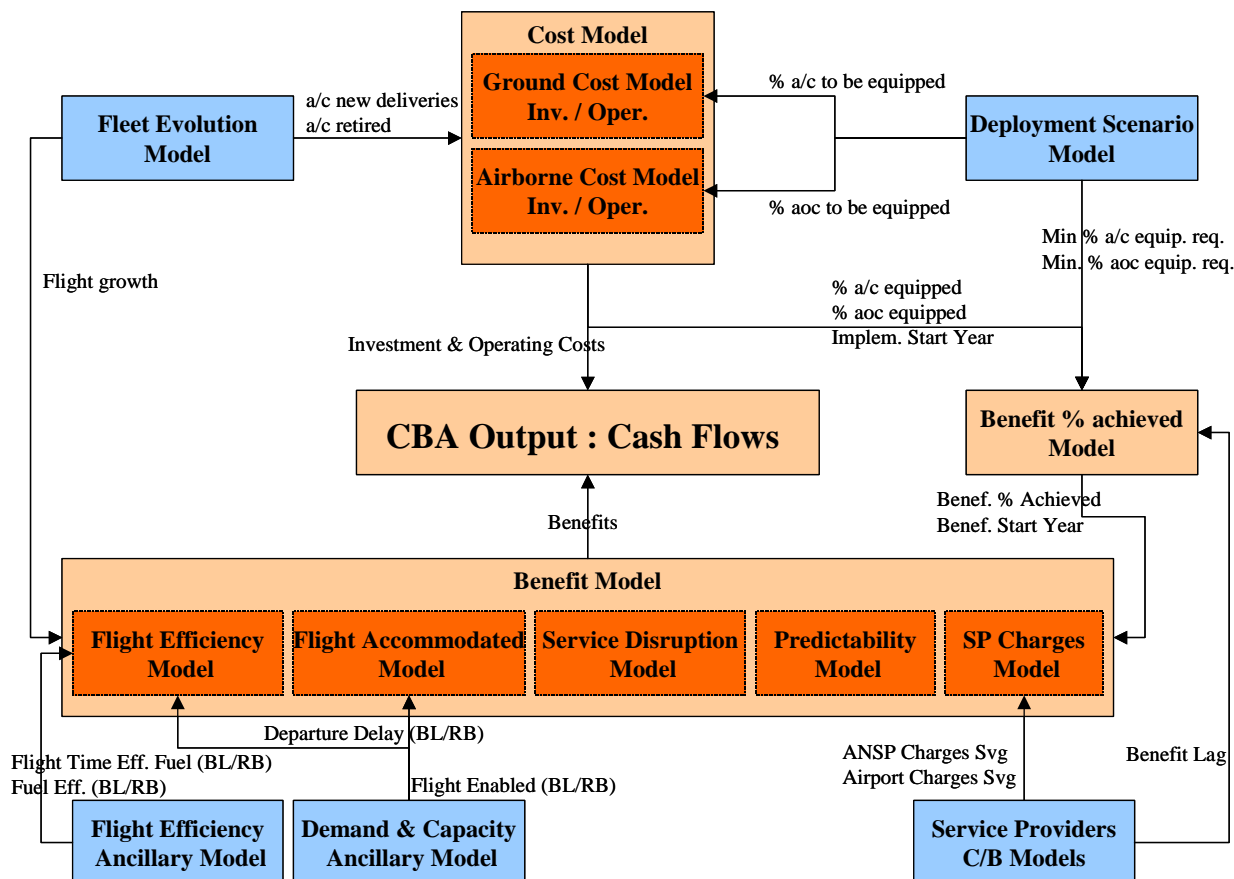 Cost Model
Ground Cost Model
Inv. / Oper.
Airborne Cost Model
Inv. / Oper.
a/c new deliveries
a/c retired
Fleet Evolution
Model
% a/c to be equipped
% aoc to be equipped
Deployment Scenario
Model
Flight growth
Min % a/c equip. req.
Min. % aoc equip. req.
% a/c equipped
% aoc equipped
Implem. Start Year
Investment & Operating Costs
CBA Output : Cash Flows
Benefit % achieved
Model
Benef. % Achieved
Benef. Start Year
Benefits
Benefit Model
Flight Efficiency
Model
Flight Accommodated
Model
Service Disruption
Model
Predictability
Model
SP Charges
Model
Departure Delay (BL/RB)
Flight Time Eff. Fuel (BL/RB)
Fuel Eff. (BL/RB)
Flight Enabled (BL/RB)
ANSP Charges Svg
Airport Charges Svg
Benefit Lag
Flight Efficiency
Ancillary Model
Demand & Capacity
Ancillary Model
Service Providers
C/B Models